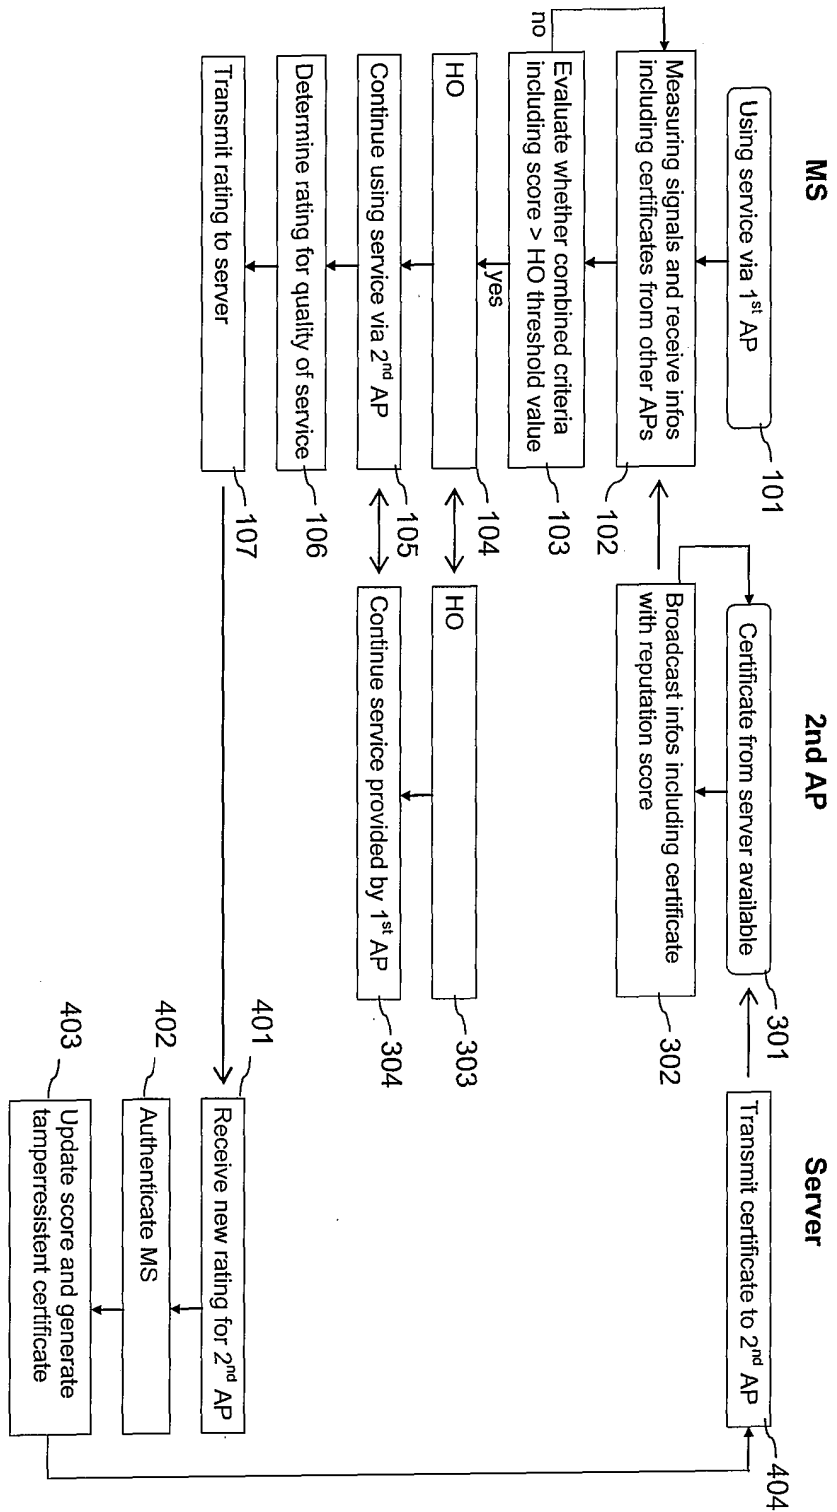 MS
Using service via 1st AP
101
Measuring signals and receive infos
including certificates from other APs
102
no
Evaluate whether combined criteria
including score > HO threshold value
103
yes
HO
104
Continue using service via 2nd AP
105
Determine rating for quality of service
106
Transmit rating to server
107
2nd AP
Certificate from server available
301
Broadcast infos including certificate
with reputation score
302
HO
303
Continue service provided by 1st AP
304
Server
Transmit certificate to 2nd AP
404
401
Receive new rating for 2nd AP
402
Authenticate MS
403
Update score and generate
tamperresistent certificate